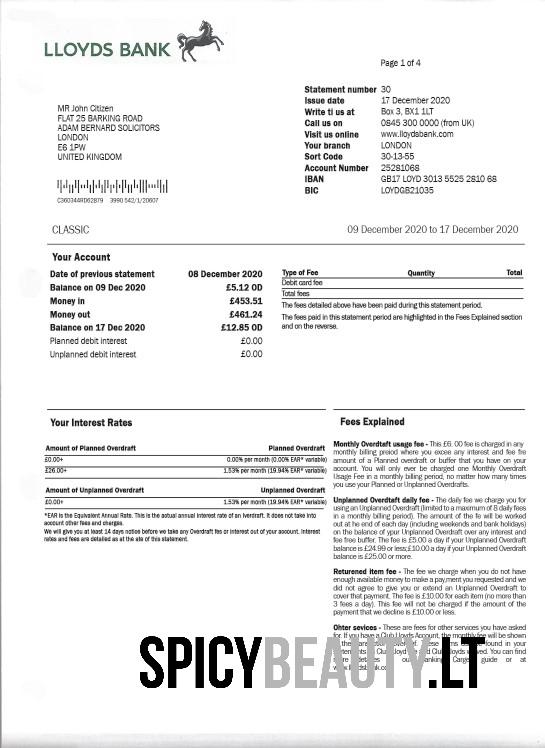 LLOYDS BANK
Page 1 of 4
Statement number 30
Issue date 17 December 2020
Write ti us at Box 3, BX1 1LT
Call us on 0845 300 0000 (from UK)
Visit us online www.lloydsbank.com
Your branch LONDON
Sort Code 30-13-55
Account Number 25281068
IBAN GB17 LOYD 3013 5525 2810 68
BIC LOYDGB21035
MR John Citizen
FLAT 25 BARKING ROAD
ADAM BERNARD SOLICITORS
LONDON
E6 1PW
UNITED KINGDOM
C360344RD62879 3990 542/1/20607
CLASSIC
09 December 2020 to 17 December 2020
Your Account
Date of previous statement 08 December 2020
Balance on 09 Dec 2020 £5.12 OD
Money in £453.51
Money out £461.24
Balance on 17 Dec 2020 £12.85 OD
Planned debit interest £0.00
Unplanned debit interest £0.00
Type of Fee Quantity Total
Debit card fee
Total fees
The fees detailed above have been paid during this statement period.
The fees paid in this statement period are highlighted in the Fees Explained section
and on the reverse.
Your Interest Rates
Amount of Planned Overdraft Planned Overdraft
£0.00+ 0.00% per month (0.00% EAR* variable)
£26.00+ 1.53% per month (19.94% EAR* variable)
Amount of Unplanned Overdraft Unplanned Overdraft
£0.00+ 1.53% per month (19.94% EAR* variable)
*EAR is the Equivalent Annual Rate. This is the actual annual interest rate of an Iverdraft. It does not take into
account other fees and charges.
We will give you at least 14 days notice before we take any Overdraft fes or interest out of your account. Interest
rates and fees are detailed as at the ete of this statement.
Fees Explained
Monthly Overdtaft usage fee - This £6. 00 fee is charged in any
monthly billing preiod where you excee any interest and fee fre
amount of a Planned overdraft or buffer that you have on your
account. You will only ever be charged one Monthly Overdraft
Usage Fee in a monthly billing period, no matter how many times
you use your Planned or Unplanned Overdrafts.
Unplanned Overdtaft daily fee - The daily fee we charge you for
using an Unplanned Overdraft (limited to a maximum of 8 daily fees
in a monthly billing period). The amount of the fe will be worked
out at he end of each day (including weekends and bank holidays)
on the balance of ypur Unplanned Overdraft over any interest and
fee free buffer. The fee is £5.00 a day if your Unplanned Overdraft
balance is £24.99 or less;£10.00 a day if your Unplanned Overdraft
balance is £25.00 or more.
Returened item fee - The fee we charge when you do not have
enough available money to make a payment you requested and we
did not agree to give you or extend an Unplanned Overdraft to
cover that payment. The fee is £10.00 for each item (no more than
3 fees a day). This fee will not be charged if the amount of the
payment that we decline is £10.00 or less.
Ohter sevices - These are fees for other services you have asked
for. If you have a Club Lloyds Account, the monthly fee will be shown
found in your
You can find
guide or at
SPICYBEAUTY.LT